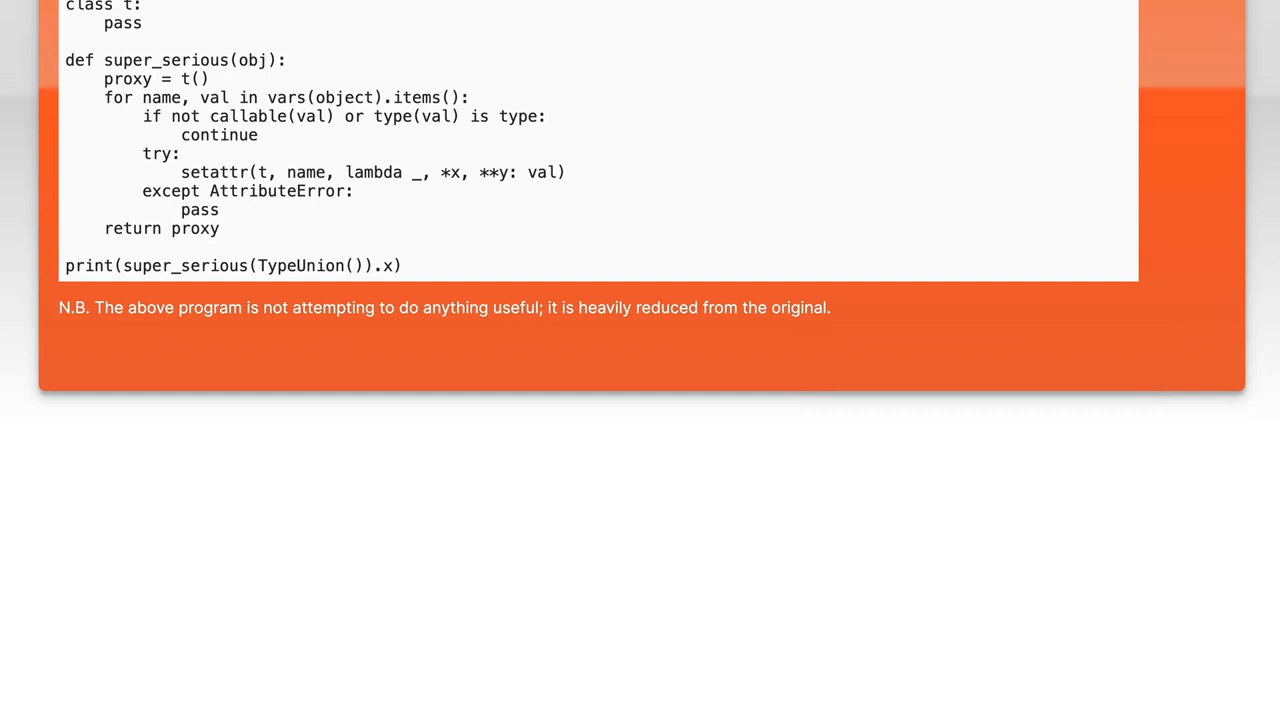 class t:
    pass
def super_serious(obj):
    proxy = t()
    for name, val in vars(object).items():
        if not callable(val) or type(val) is type:
            continue
        try:
            setattr(t, name, lambda _, *x, **y: val)
        except AttributeError:
            pass
    return proxy
print(super_serious(TypeUnion()).x)
N.B. The above program is not attempting to do anything useful; it is heavily reduced from the original.